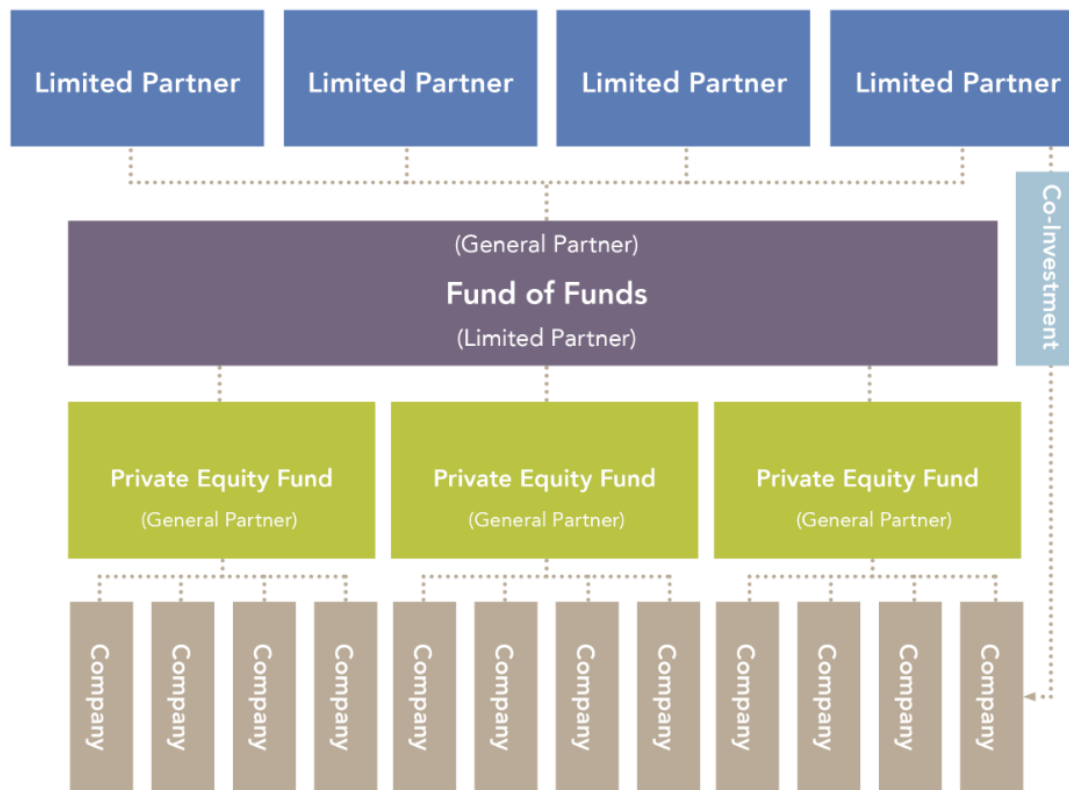 Limited Partner
Limited Partner
Limited Partner
Limited Partner
Co-Investment
(General Partner)
Fund of Funds
(Limited Partner)
Private Equity Fund
(General Partner)
Private Equity Fund
(General Partner)
Private Equity Fund
(General Partner)
Company
Company
Company
Company
Company
Company
Company
Company
Company
Company
Company
Company